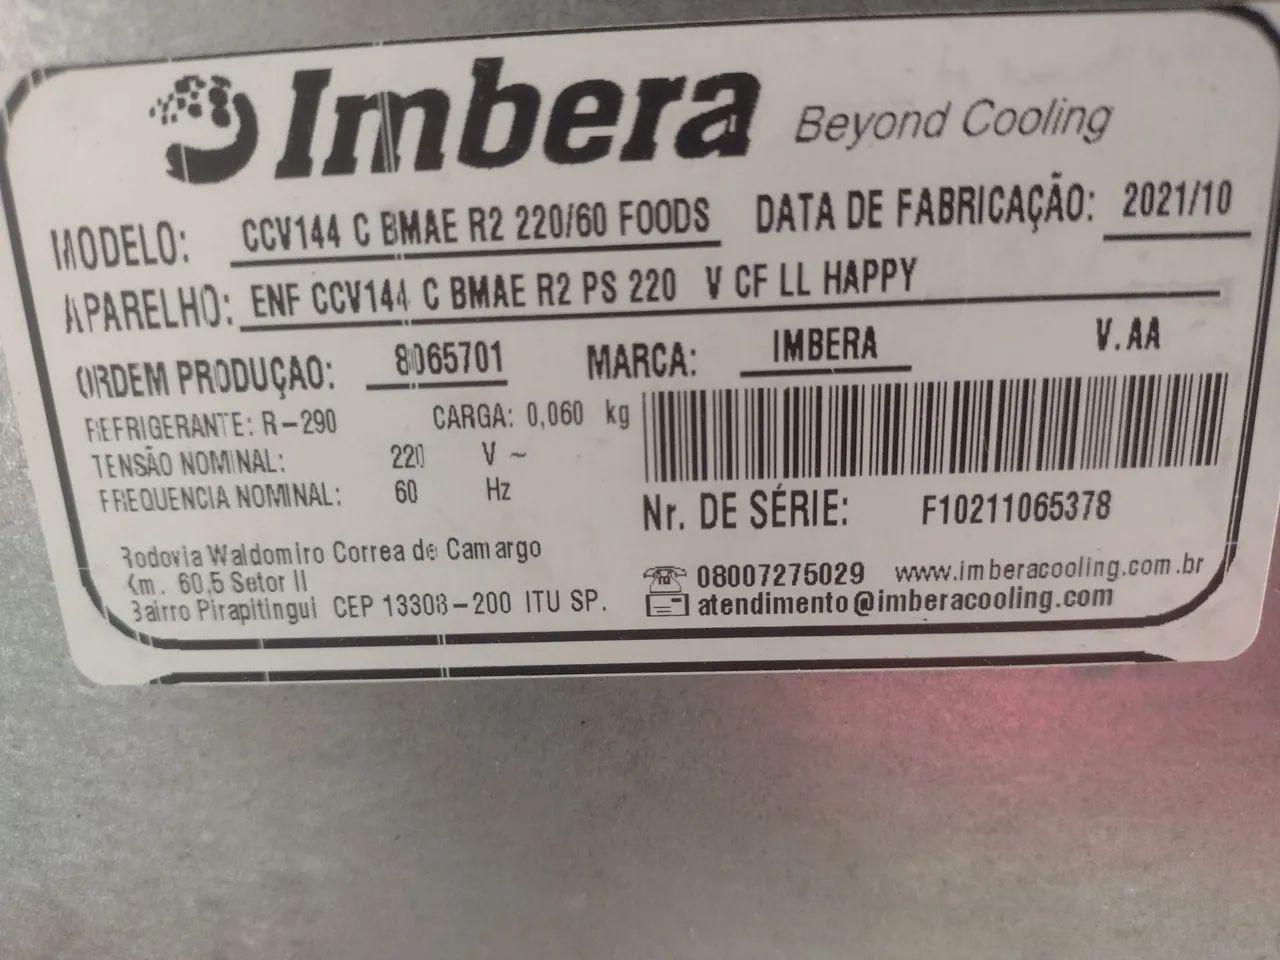 Imbera Beyond Cooling
MODELO: CCV144 C BMAE R2 220/60 FOODS DATA DE FABRICAÇÃO: 2021/10
APARELHO: ENF CCV144 C BMAE R2 PS 220 V CF LL HAPPY
ORDEM PRODUÇAO: 8065701 MARCA: IMBERA V.AA
REFRIGERANTE: R-290 CARGA: 0,060 kg
TENSÃO NOMINAL: 220 V ~
FREQUENCIA NOMINAL: 60 Hz
Nr. DE SÉRIE: F10211065378
Rodovia Waldomiro Correa de Camargo
Km. 60,5 Setor II
Bairro Pirapitingui CEP 13308-200 ITU SP.
08007275029 www.imberacooling.com.br
atendimento@imberacooling.com